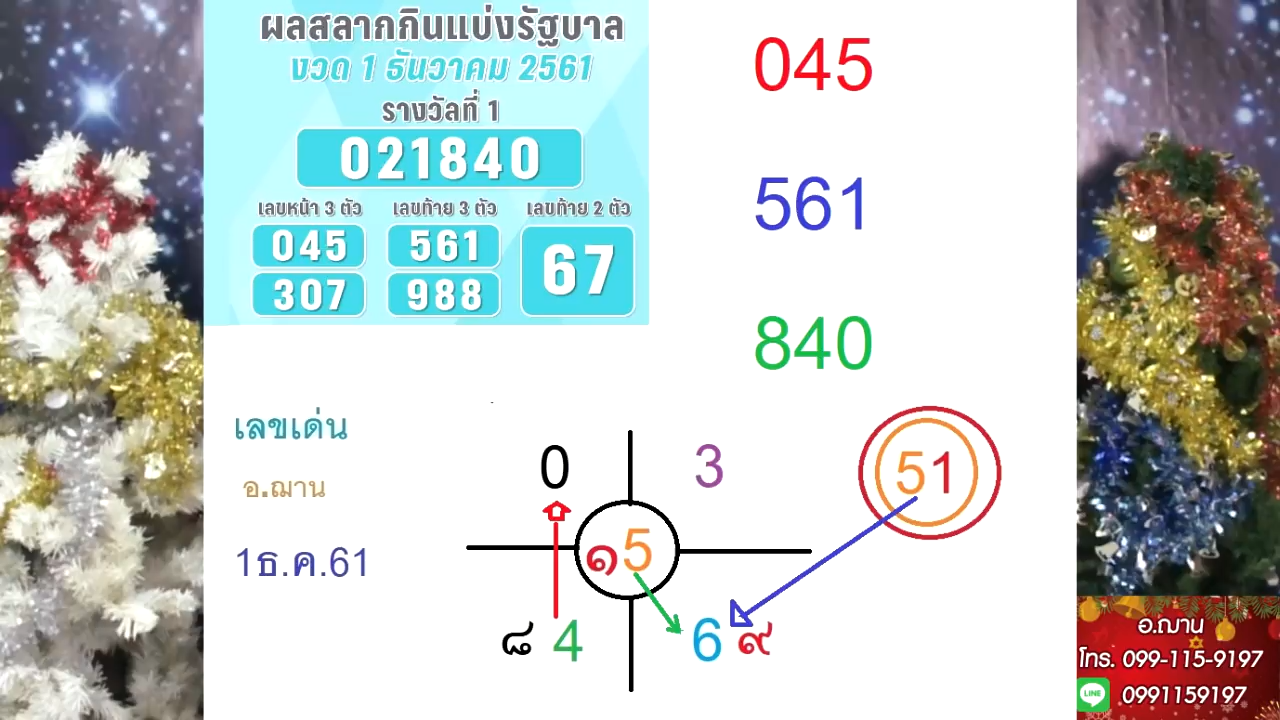 ผลสลากกินแบ่งรัฐบาล
งวด 1 ธันวาคม 2561
รางวัลที่ 1
021840
เลขหน้า 3 ตัว เลขท้าย 3 ตัว เลขท้าย 2 ตัว
045 561 67
307 988
045
561
840
เลขเด่น
อ.ฌาน
1ธ.ค.61
0 3
51
๑5
๘ 4 6 ๙
อ.ฌาน
โทร. 099-115-9197
LINE 0991159197